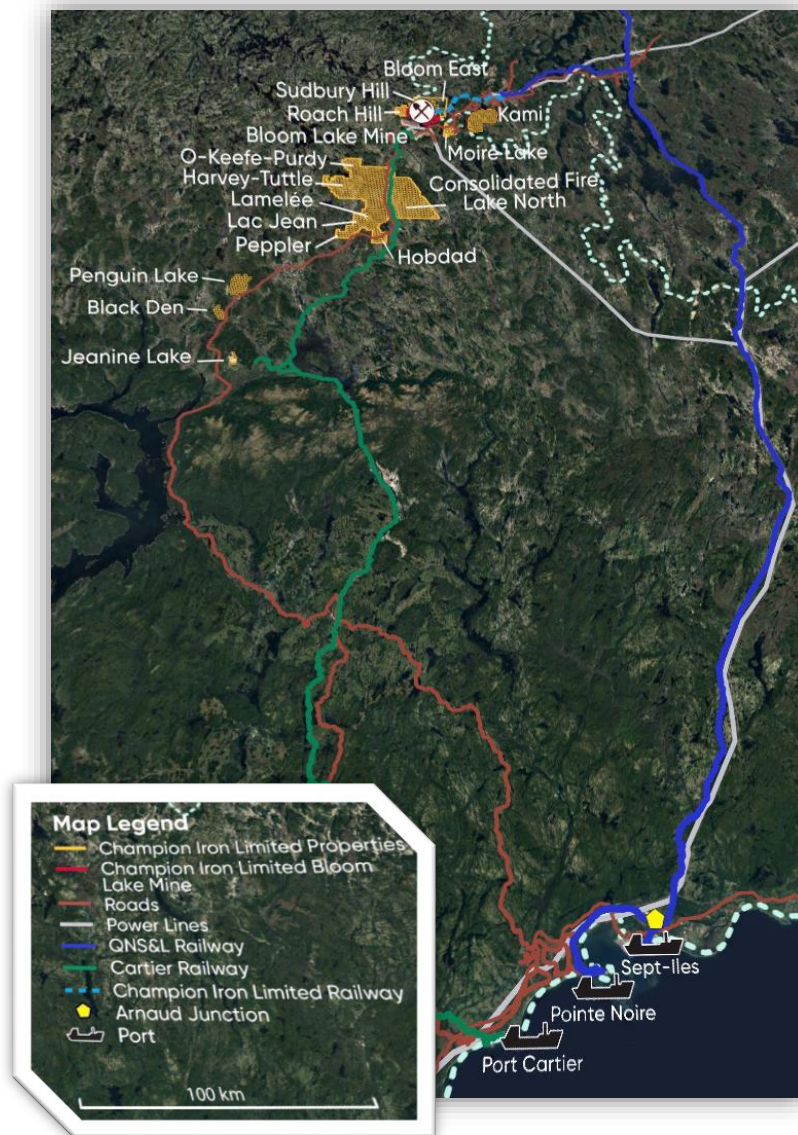 Bloom East
Sudbury Hill
Roach Hill
Kami
Bloom Lake Mine
Moire Lake
O-Keefe-Purdy
Harvey-Tuttle
Consolidated Fire
Lake North
Lamelée
Lac Jean
Peppler
Hobdad
Penguin Lake
Black Den
Jeanine Lake
Map Legend
Champion Iron Limited Properties
Champion Iron Limited Bloom
Lake Mine
Roads
Power Lines
QNS&L Railway
Cartier Railway
Champion Iron Limited Railway
Arnaud Junction
Port
100 km
Sept-Iles
Pointe Noire
Port Cartier